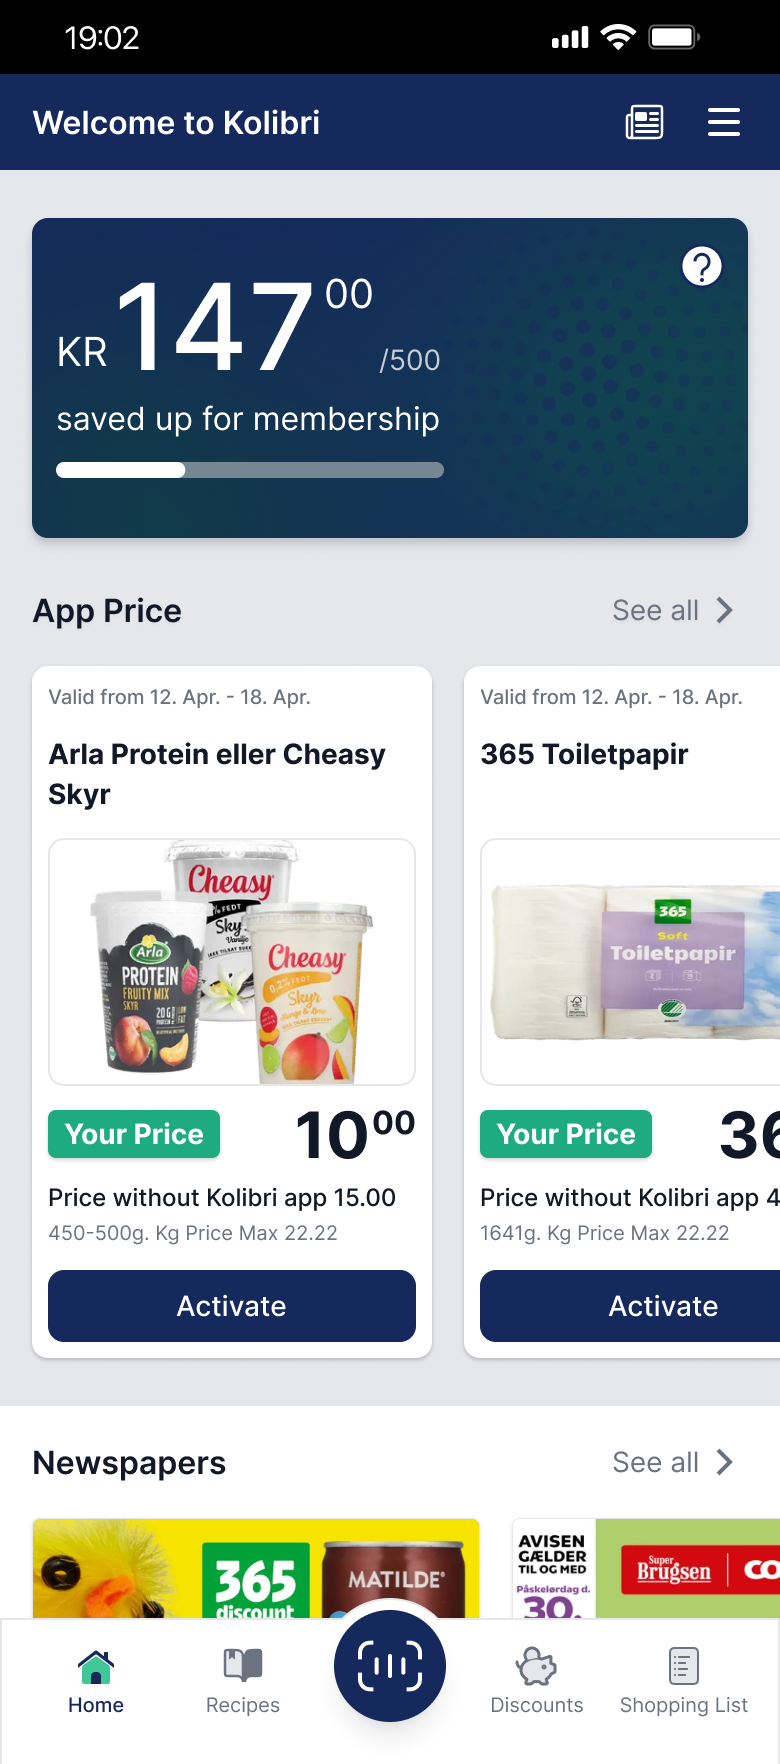 19:02
Welcome to Kolibri
KR 147 00 /500
saved up for membership
App Price
See all
Valid from 12. Apr. - 18. Apr.
Arla Protein eller Cheasy
Skyr
Cheasy
Arla
PROTEIN
FRUITY MIX
SKYR
Cheasy
0,2% FEDT
Skyr
Your Price
10 00
Price without Kolibri app 15.00
450-500g. Kg Price Max 22.22
Activate
Valid from 12. Apr. - 18. Apr.
365 Toiletpapir
365
Soft
Toiletpapir
Your Price
36
Price without Kolibri app 4
1641g. Kg Price Max 22.22
Activate
Newspapers
See all
365
discount
MATILDE
AVISEN
GÆLDER
TIL OG MED
Påskelørdag d.
30.
Super
Brugsen
CO
Home
Recipes
Discounts
Shopping List